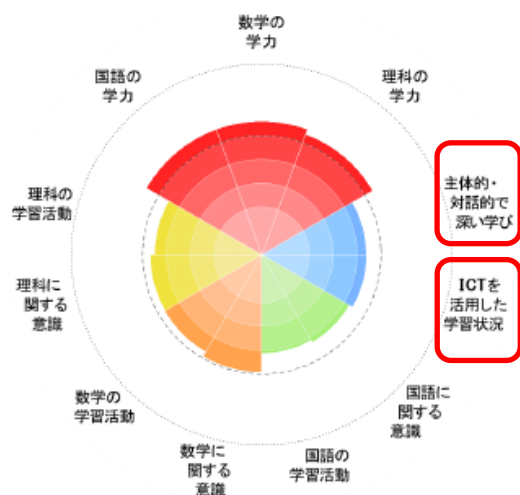 数学の
学力
理科の
学力
主体的・
対話的で
深い学び
ICTを
活用した
学習状況
国語に
関する
意識
国語の
学習活動
数学に
関する
意識
数学の
学習活動
理科に
関する
意識
理科の
学習活動
国語の
学力